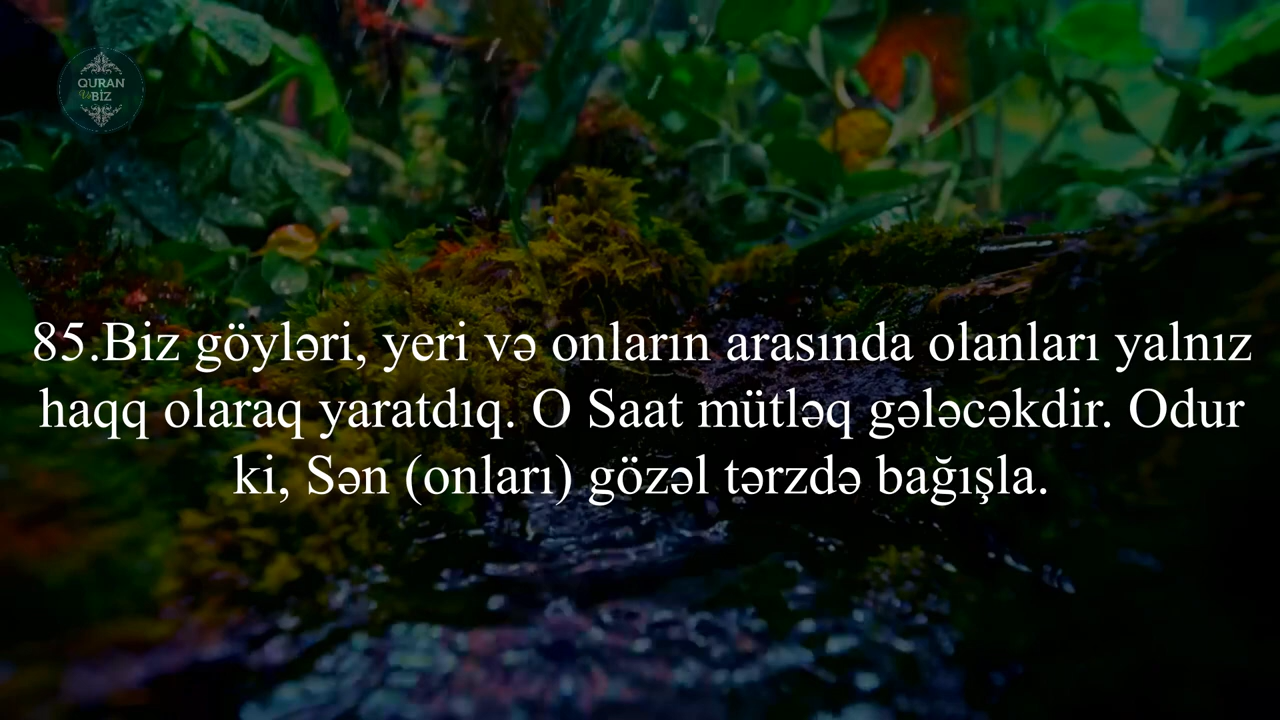 QURAN
Və
BİZ
85.Biz göyləri, yeri və onların arasında olanları yalnız
haqq olaraq yaratdıq. O Saat mütləq gələcəkdir. Odur
ki, Sən (onları) gözəl tərzdə bağışla.